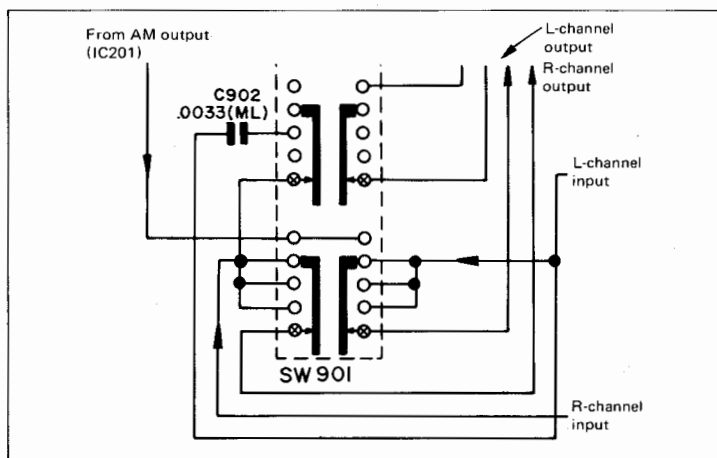 From AM output
(IC201)
L-channel
output
R-channel
output
C902
.0033(ML)
L-channel
input
SW901
R-channel
input